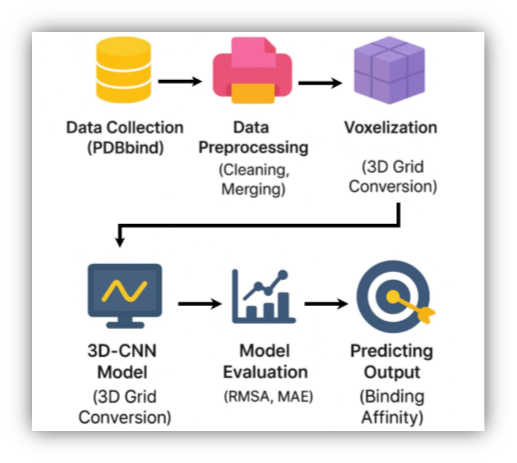 Data Collection
(PDBbind)
Data
Preprocessing
(Cleaning,
Merging)
Voxelization
(3D Grid
Conversion)
3D-CNN
Model
(3D Grid
Conversion)
Model
Evaluation
(RMSA, MAE)
Predicting
Output
(Binding
Affinity)